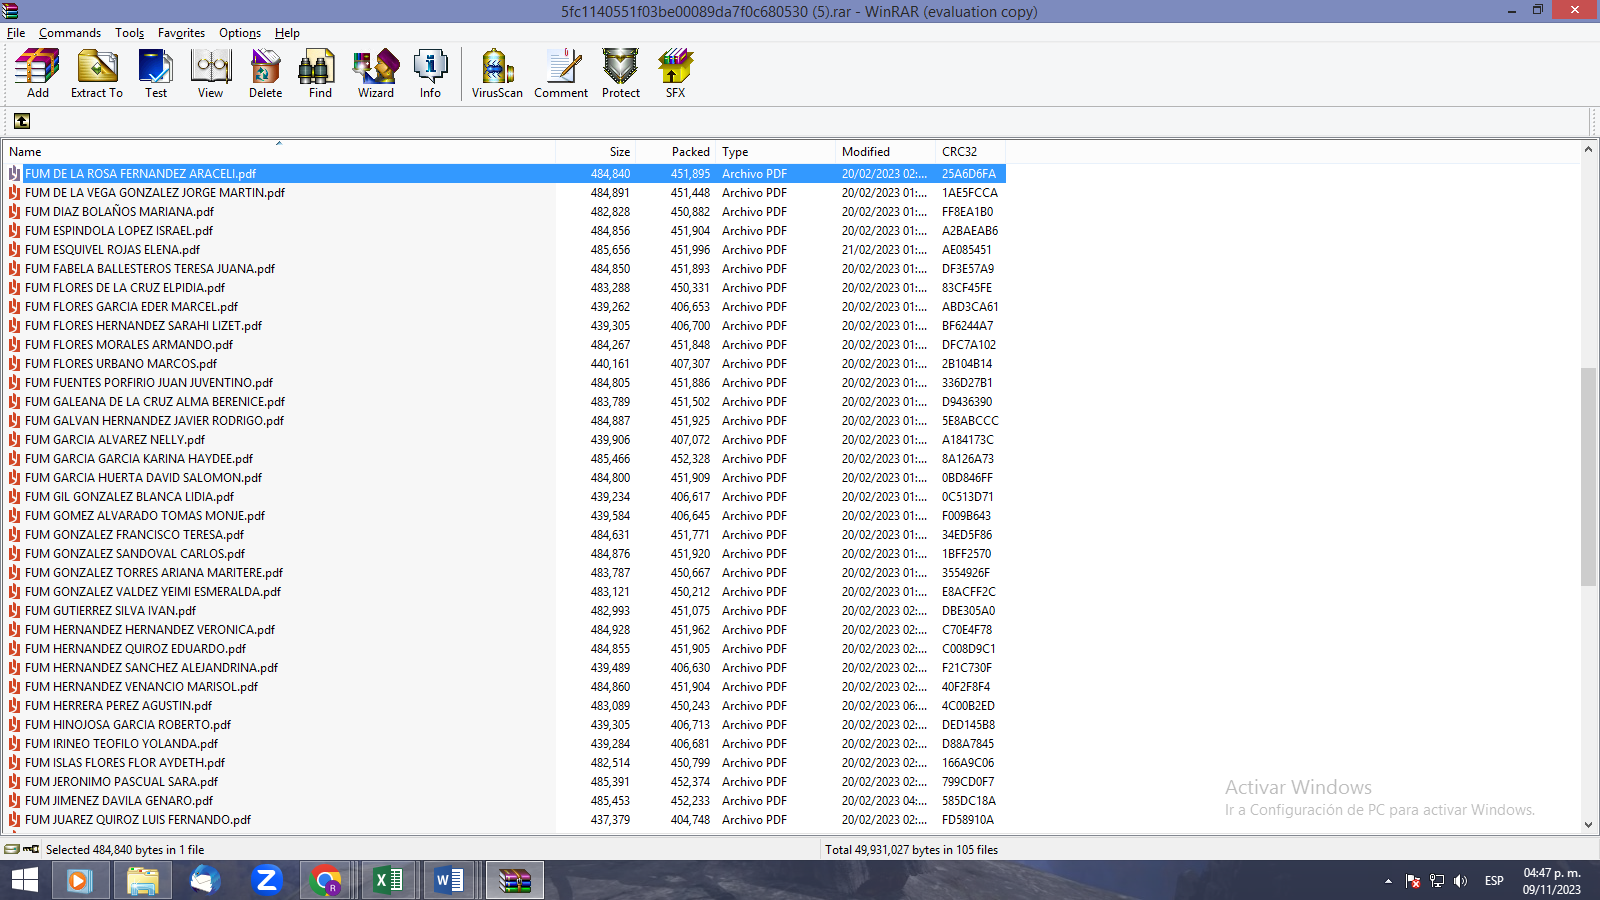 5fc1140551f03be00089da7f0c680530 (5).rar - WinRAR (evaluation copy)
File Commands Tools Favorites Options Help
Add Extract To Test View Delete Find Wizard Info VirusScan Comment Protect SFX
Name Size Packed Type Modified CRC32
FUM DE LA ROSA FERNANDEZ ARACELI.pdf 484,840 451,895 Archivo PDF 20/02/2023 02:... 25A6D6FA
FUM DE LA VEGA GONZALEZ JORGE MARTIN.pdf 484,891 451,448 Archivo PDF 20/02/2023 01:... 1AE5FCCA
FUM DIAZ BOLAÑOS MARIANA.pdf 482,828 450,882 Archivo PDF 20/02/2023 01:... FF8EA1B0
FUM ESPINDOLA LOPEZ ISRAEL.pdf 484,856 451,904 Archivo PDF 20/02/2023 01:... A2BAEAB6
FUM ESQUIVEL ROJAS ELENA.pdf 485,656 451,996 Archivo PDF 21/02/2023 01:... AE085451
FUM FABELA BALLESTEROS TERESA JUANA.pdf 484,850 451,893 Archivo PDF 20/02/2023 01:... DF3E57A9
FUM FLORES DE LA CRUZ ELPIDIA.pdf 483,288 450,331 Archivo PDF 20/02/2023 01:... 83CF45FE
FUM FLORES GARCIA EDER MARCEL.pdf 439,262 406,653 Archivo PDF 20/02/2023 01:... ABD3CA61
FUM FLORES HERNANDEZ SARAHI LIZET.pdf 439,305 406,700 Archivo PDF 20/02/2023 01:... BF6244A7
FUM FLORES MORALES ARMANDO.pdf 484,267 451,848 Archivo PDF 20/02/2023 01:... DFC7A102
FUM FLORES URBANO MARCOS.pdf 440,161 407,307 Archivo PDF 20/02/2023 01:... 2B104B14
FUM FUENTES PORFIRIO JUAN JUVENTINO.pdf 484,805 451,886 Archivo PDF 20/02/2023 01:... 336D27B1
FUM GALEANA DE LA CRUZ ALMA BERENICE.pdf 483,789 451,502 Archivo PDF 20/02/2023 01:... D9436390
FUM GALVAN HERNANDEZ JAVIER RODRIGO.pdf 484,887 451,925 Archivo PDF 20/02/2023 01:... 5E8ABCCC
FUM GARCIA ALVAREZ NELLY.pdf 439,906 407,072 Archivo PDF 20/02/2023 01:... A184173C
FUM GARCIA GARCIA KARINA HAYDEE.pdf 485,466 452,328 Archivo PDF 20/02/2023 01:... 8A126A73
FUM GARCIA HUERTA DAVID SALOMON.pdf 484,800 451,909 Archivo PDF 20/02/2023 01:... 0BD846FF
FUM GIL GONZALEZ BLANCA LIDIA.pdf 439,234 406,617 Archivo PDF 20/02/2023 01:... 0C513D71
FUM GOMEZ ALVARADO TOMAS MONJE.pdf 439,584 406,645 Archivo PDF 20/02/2023 01:... F009B643
FUM GONZALEZ FRANCISCO TERESA.pdf 484,631 451,771 Archivo PDF 20/02/2023 01:... 34ED5F86
FUM GONZALEZ SANDOVAL CARLOS.pdf 484,876 451,920 Archivo PDF 20/02/2023 01:... 1BFF2570
FUM GONZALEZ TORRES ARIANA MARITERE.pdf 483,787 450,667 Archivo PDF 20/02/2023 01:... 3554926F
FUM GONZALEZ VALDEZ YEIMI ESMERALDA.pdf 483,121 450,212 Archivo PDF 20/02/2023 01:... E8ACFF2C
FUM GUTIERREZ SILVA IVAN.pdf 482,993 451,075 Archivo PDF 20/02/2023 02:... DBE305A0
FUM HERNANDEZ HERNANDEZ VERONICA.pdf 484,928 451,962 Archivo PDF 20/02/2023 02:... C70E4F78
FUM HERNANDEZ QUIROZ EDUARDO.pdf 484,855 451,905 Archivo PDF 20/02/2023 02:... C008D9C1
FUM HERNANDEZ SANCHEZ ALEJANDRINA.pdf 439,489 406,630 Archivo PDF 20/02/2023 02:... F21C730F
FUM HERNANDEZ VENANCIO MARISOL.pdf 484,860 451,904 Archivo PDF 20/02/2023 02:... 40F2F8F4
FUM HERRERA PEREZ AGUSTIN.pdf 483,089 450,243 Archivo PDF 20/02/2023 06:... 4C00B2ED
FUM HINOJOSA GARCIA ROBERTO.pdf 439,305 406,713 Archivo PDF 20/02/2023 02:... DED145B8
FUM IRINEO TEOFILO YOLANDA.pdf 439,284 406,681 Archivo PDF 20/02/2023 02:... D88A7845
FUM ISLAS FLORES FLOR AYDETH.pdf 482,514 450,799 Archivo PDF 20/02/2023 02:... 166A9C06
FUM JERONIMO PASCUAL SARA.pdf 485,391 452,374 Archivo PDF 20/02/2023 02:... 799CD0F7
FUM JIMENEZ DAVILA GENARO.pdf 485,453 452,233 Archivo PDF 20/02/2023 04:... 585DC18A
FUM JUAREZ QUIROZ LUIS FERNANDO.pdf 437,379 404,748 Archivo PDF 20/02/2023 02:... FD58910A
Activar Windows
Ir a Configuración de PC para activar Windows.
Selected 484,840 bytes in 1 file Total 49,931,027 bytes in 105 files
ESP 04:47 p. m.
09/11/2023